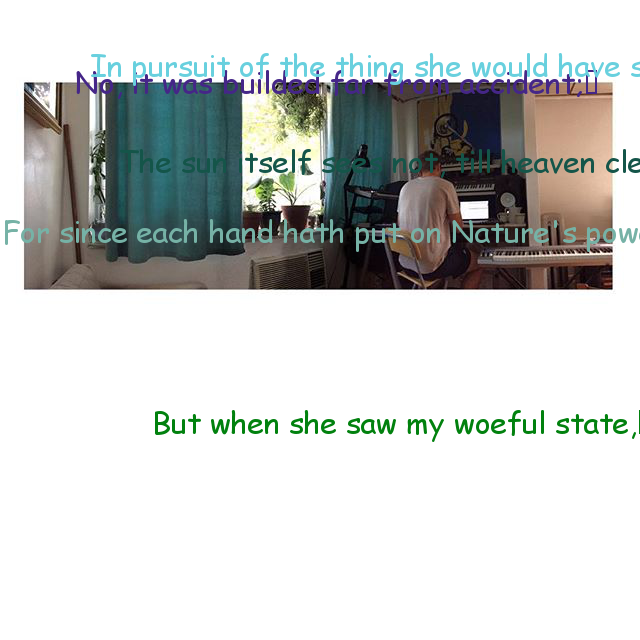 In pursuit of the thing she would have s
No, it was builded far from accident;
The sun itself sees not, till heaven cle
For since each hand hath put on Nature's pow
But when she saw my woeful state,